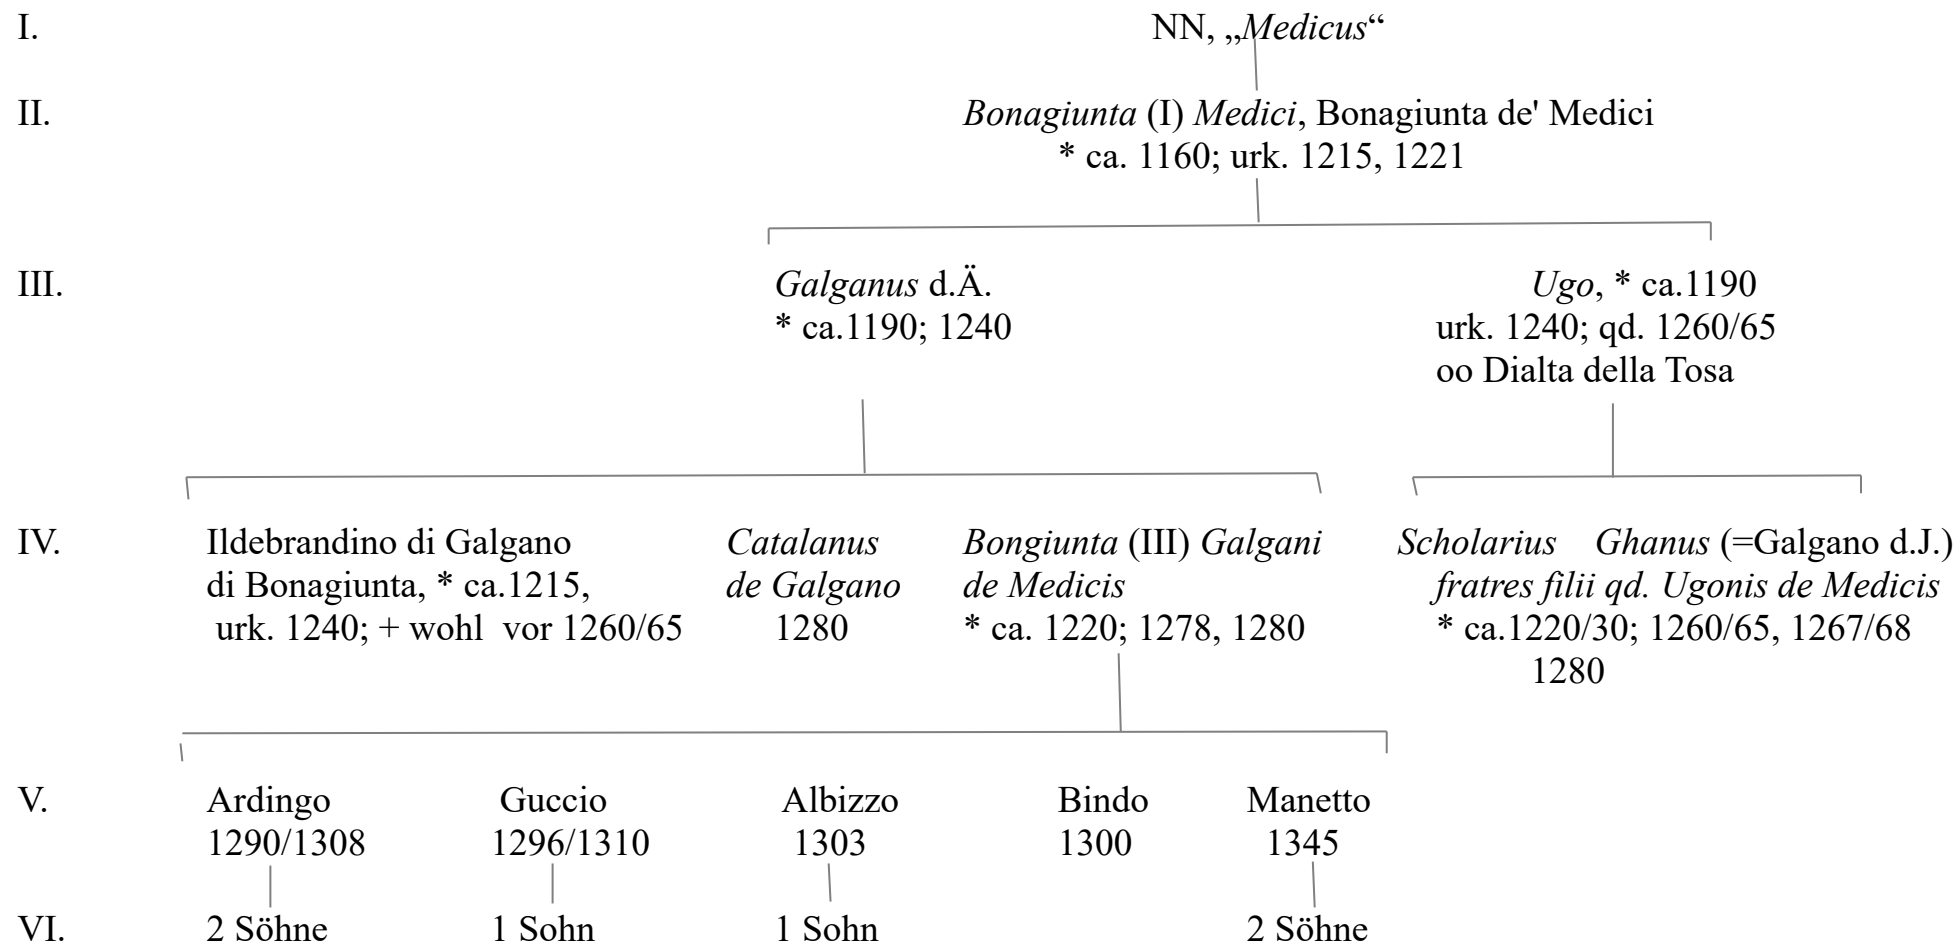 I. NN, „Medicus“
II. Bonagiunta (I) Medici, Bonagiunta de' Medici
* ca. 1160; urk. 1215, 1221
III. Galganus d.Ä. Ugo, * ca.1190
* ca.1190; 1240 urk. 1240; qd. 1260/65
oo Dialta della Tosa
IV. Ildebrandino di Galgano Catalanus Bongiunta (III) Galgani Scholarius Ghanus (=Galgano d.J.)
di Bonagiunta, * ca.1215, de Galgano de Medicis fratres filii qd. Ugonis de Medicis
urk. 1240; + wohl vor 1260/65 1280 * ca. 1220; 1278, 1280 * ca.1220/30; 1260/65, 1267/68
1280
V. Ardingo Guccio Albizzo Bindo Manetto
1290/1308 1296/1310 1303 1300 1345
VI. 2 Söhne 1 Sohn 1 Sohn 2 Söhne